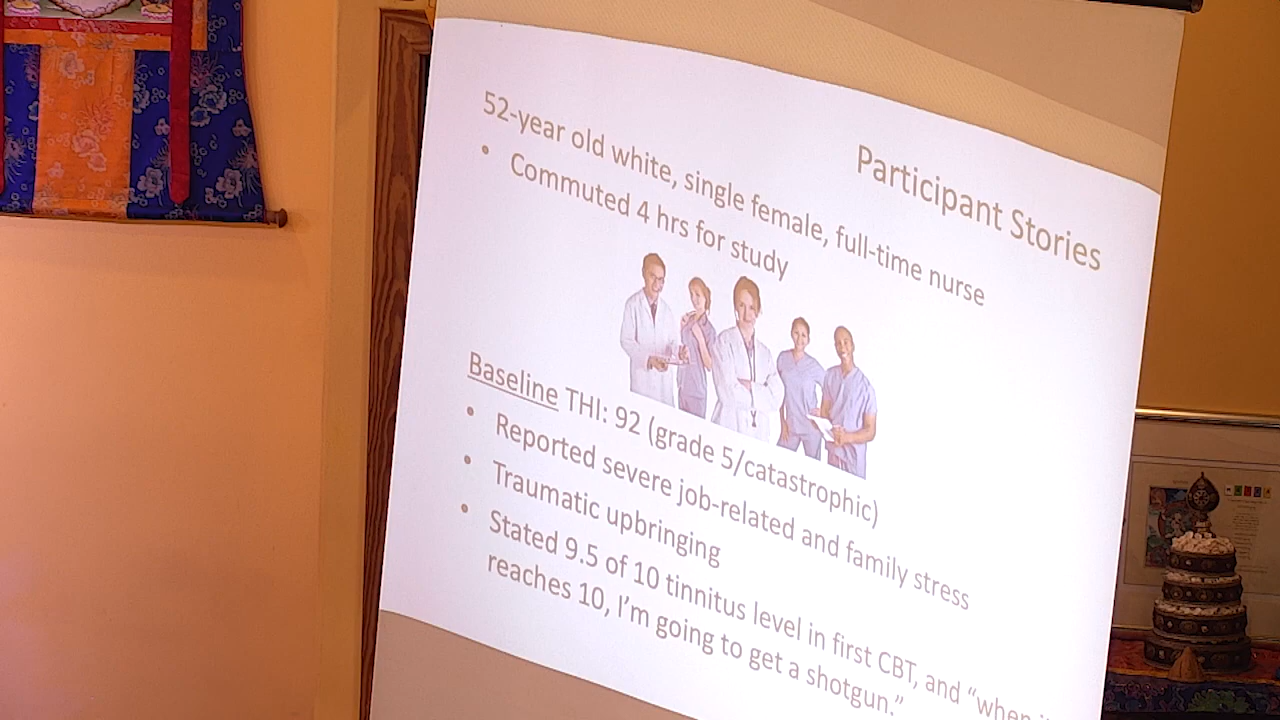 Participant Stories
52-year old white, single female, full-time nurse
• Commuted 4 hrs for study
Baseline THI: 92 (grade 5/catastrophic)
• Reported severe job-related and family stress
• Traumatic upbringing
• Stated 9.5 of 10 tinnitus level in first CBT, and “when
reaches 10, I’m going to get a shotgun.”